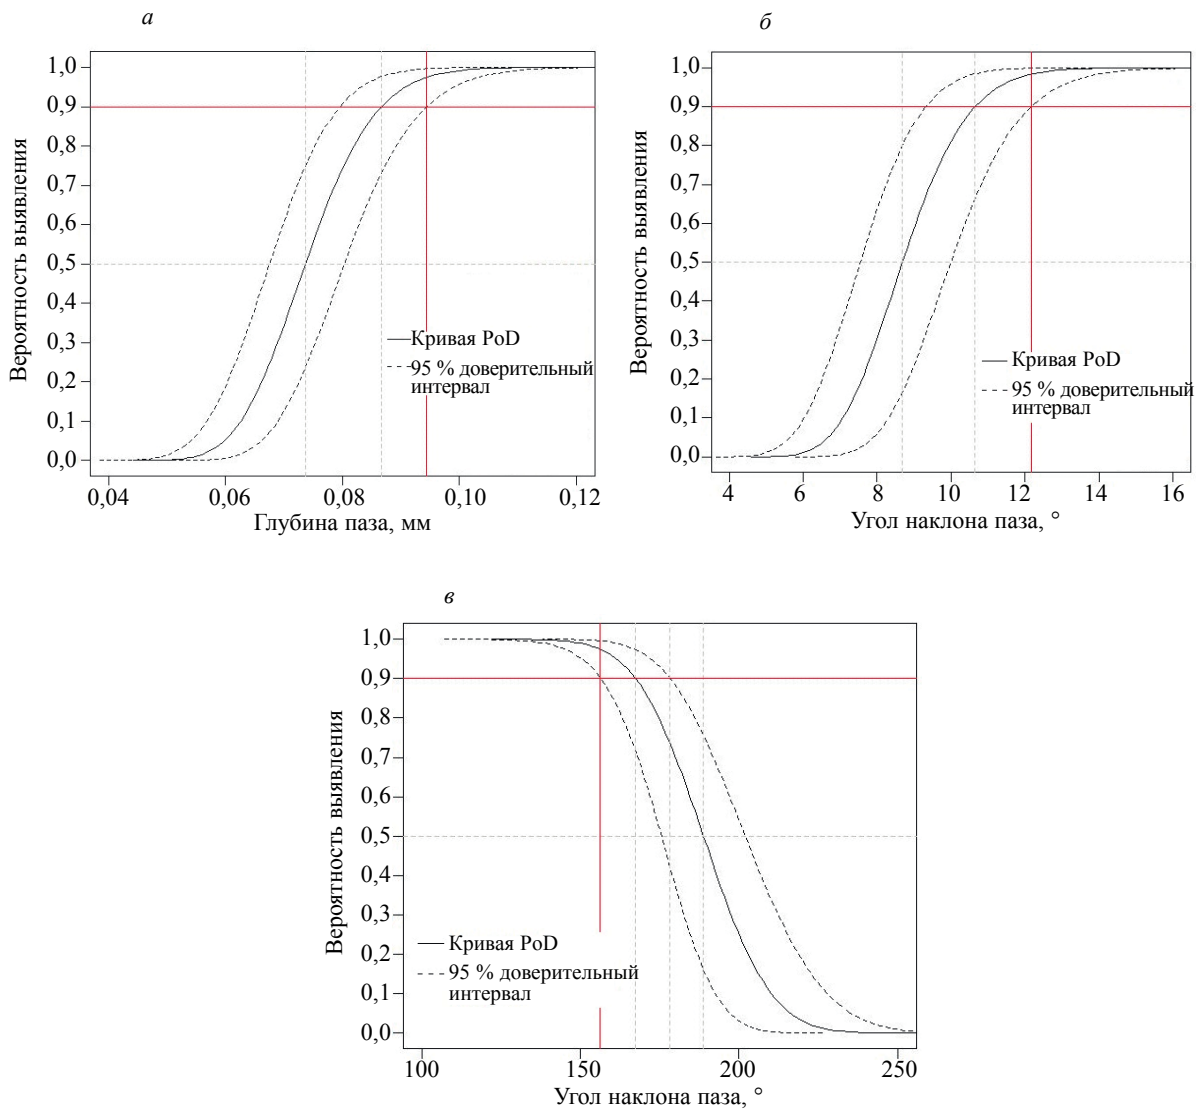 а
1,0
0,9
0,8
0,7
0,6
0,5
0,4
0,3
0,2
0,1
0,0
Вероятность выявления
Кривая PoD
95 % доверительный
интервал
0,04
0,06
0,08
0,10
0,12
Глубина паза, мм
б
1,0
0,9
0,8
0,7
0,6
0,5
0,4
0,3
0,2
0,1
0,0
Вероятность выявления
Кривая PoD
95 % доверительный
интервал
4
6
8
10
12
14
16
Угол наклона паза, °
в
1,0
0,9
0,8
0,7
0,6
0,5
0,4
0,3
0,2
0,1
0,0
Вероятность выявления
Кривая PoD
95 % доверительный
интервал
100
150
200
250
Угол наклона паза, °